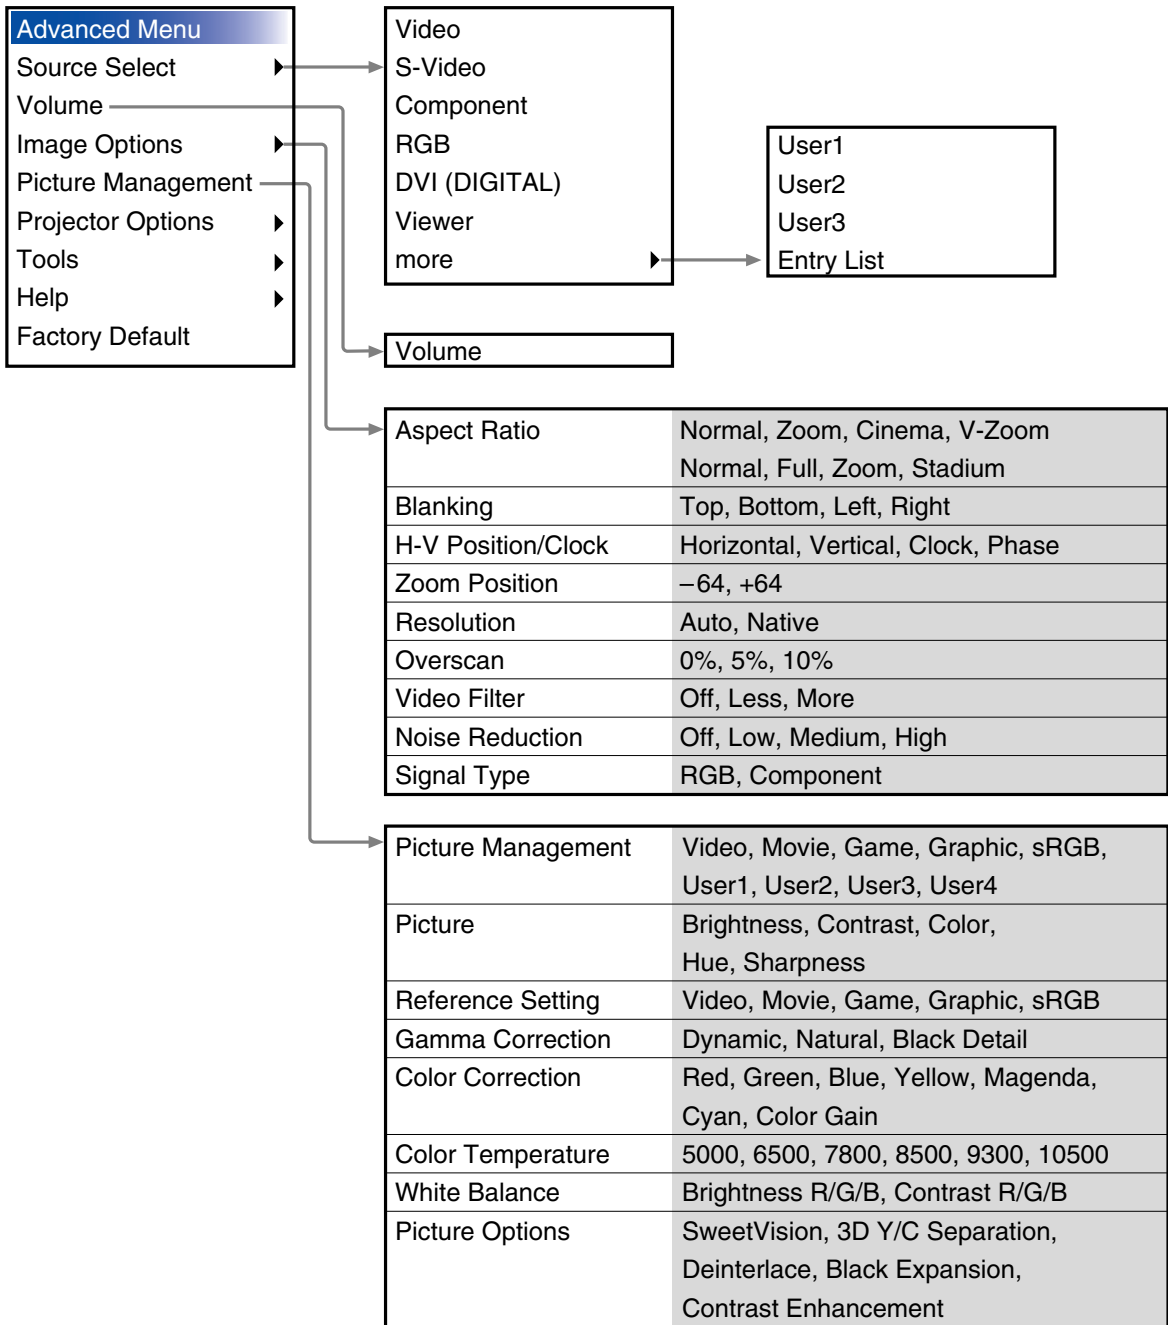 Advanced Menu
Source Select
Volume
Image Options
Picture Management
Projector Options
Tools
Help
Factory Default
Video
S-Video
Component
RGB
DVI (DIGITAL)
Viewer
more
User1
User2
User3
Entry List
Volume
Aspect Ratio Normal, Zoom, Cinema, V-Zoom
Normal, Full, Zoom, Stadium
Blanking Top, Bottom, Left, Right
H-V Position/Clock Horizontal, Vertical, Clock, Phase
Zoom Position –64, +64
Resolution Auto, Native
Overscan 0%, 5%, 10%
Video Filter Off, Less, More
Noise Reduction Off, Low, Medium, High
Signal Type RGB, Component
Picture Management Video, Movie, Game, Graphic, sRGB,
User1, User2, User3, User4
Picture Brightness, Contrast, Color,
Hue, Sharpness
Reference Setting Video, Movie, Game, Graphic, sRGB
Gamma Correction Dynamic, Natural, Black Detail
Color Correction Red, Green, Blue, Yellow, Magenda,
Cyan, Color Gain
Color Temperature 5000, 6500, 7800, 8500, 9300, 10500
White Balance Brightness R/G/B, Contrast R/G/B
Picture Options SweetVision, 3D Y/C Separation,
Deinterlace, Black Expansion,
Contrast Enhancement